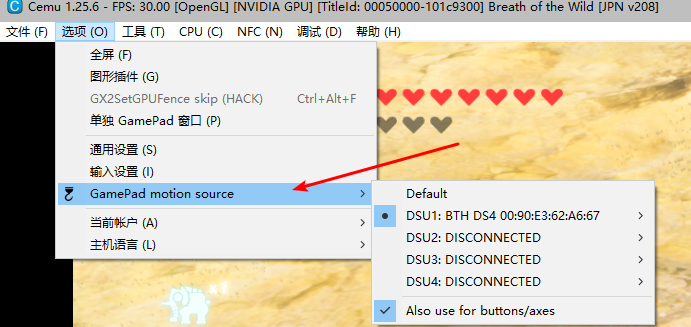 Cemu 1.25.6 - FPS: 30.00 [OpenGL] [NVIDIA GPU] [TitleId: 00050000-101c9300] Breath of the Wild [JPN v208]
文件 (F) 选项 (O) 工具 (T) CPU (C) NFC (N) 调试 (D) 帮助 (H)
全屏 (F)
图形插件 (G)
GX2SetGPUFence skip (HACK) Ctrl+Alt+F
单独 GamePad 窗口 (P)
通用设置 (S)
输入设置 (I)
GamePad motion source
Default
当前帐户 (A)
DSU1: BTH DS4 00:90:E3:62:A6:67
主机语言 (L)
DSU2: DISCONNECTED
DSU3: DISCONNECTED
DSU4: DISCONNECTED
Also use for buttons/axes